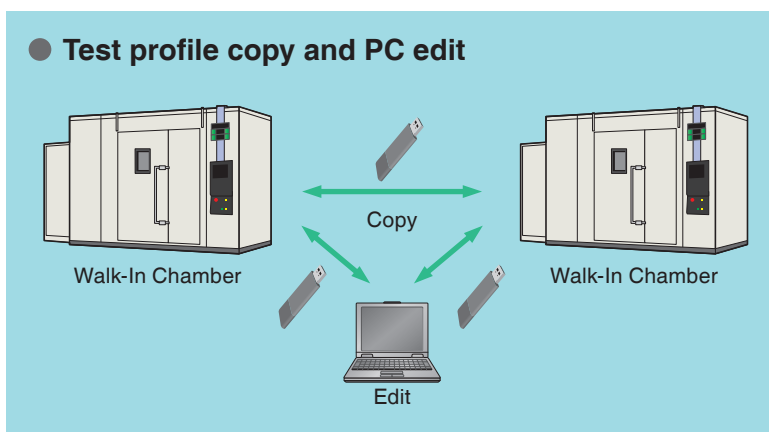 Test profile copy and PC edit
Copy
Walk-In Chamber
Walk-In Chamber
Edit